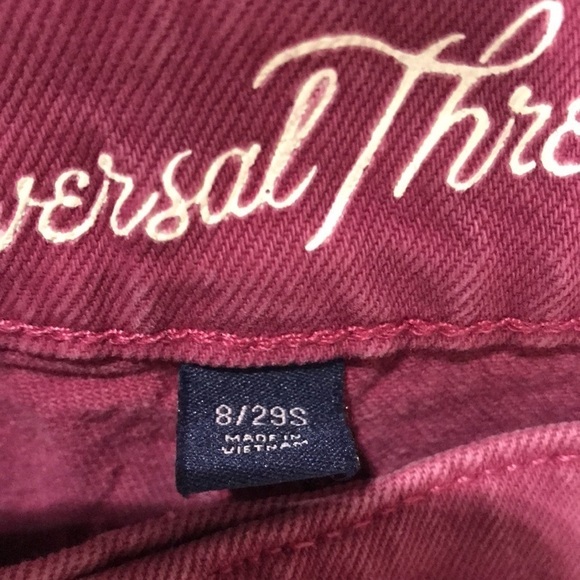 versal Thre
8/29S
MADE IN
VIETNAM